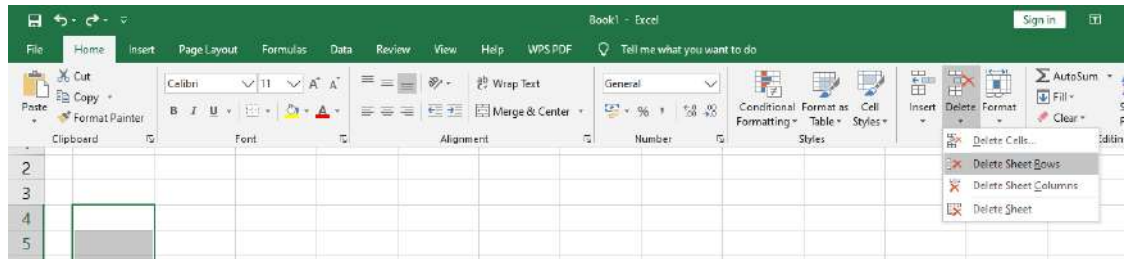 Book1 - Excel
Sign in
File Home Insert Page Layout Formulas Data Review View Help WPS PDF Tell me what you want to do
Paste
Cut
Copy
Format Painter
Clipboard
Calibri 11 A A
B I U A
Font
Wrap Text
Merge & Center
Alignment
General
% ,
Number
Conditional Formatting
Format as Table
Cell Styles
Styles
Insert Delete Format
AutoSum
Fill
Clear
Delete Cells...
Delete Sheet Rows
Delete Sheet Columns
Delete Sheet
2
3
4
5